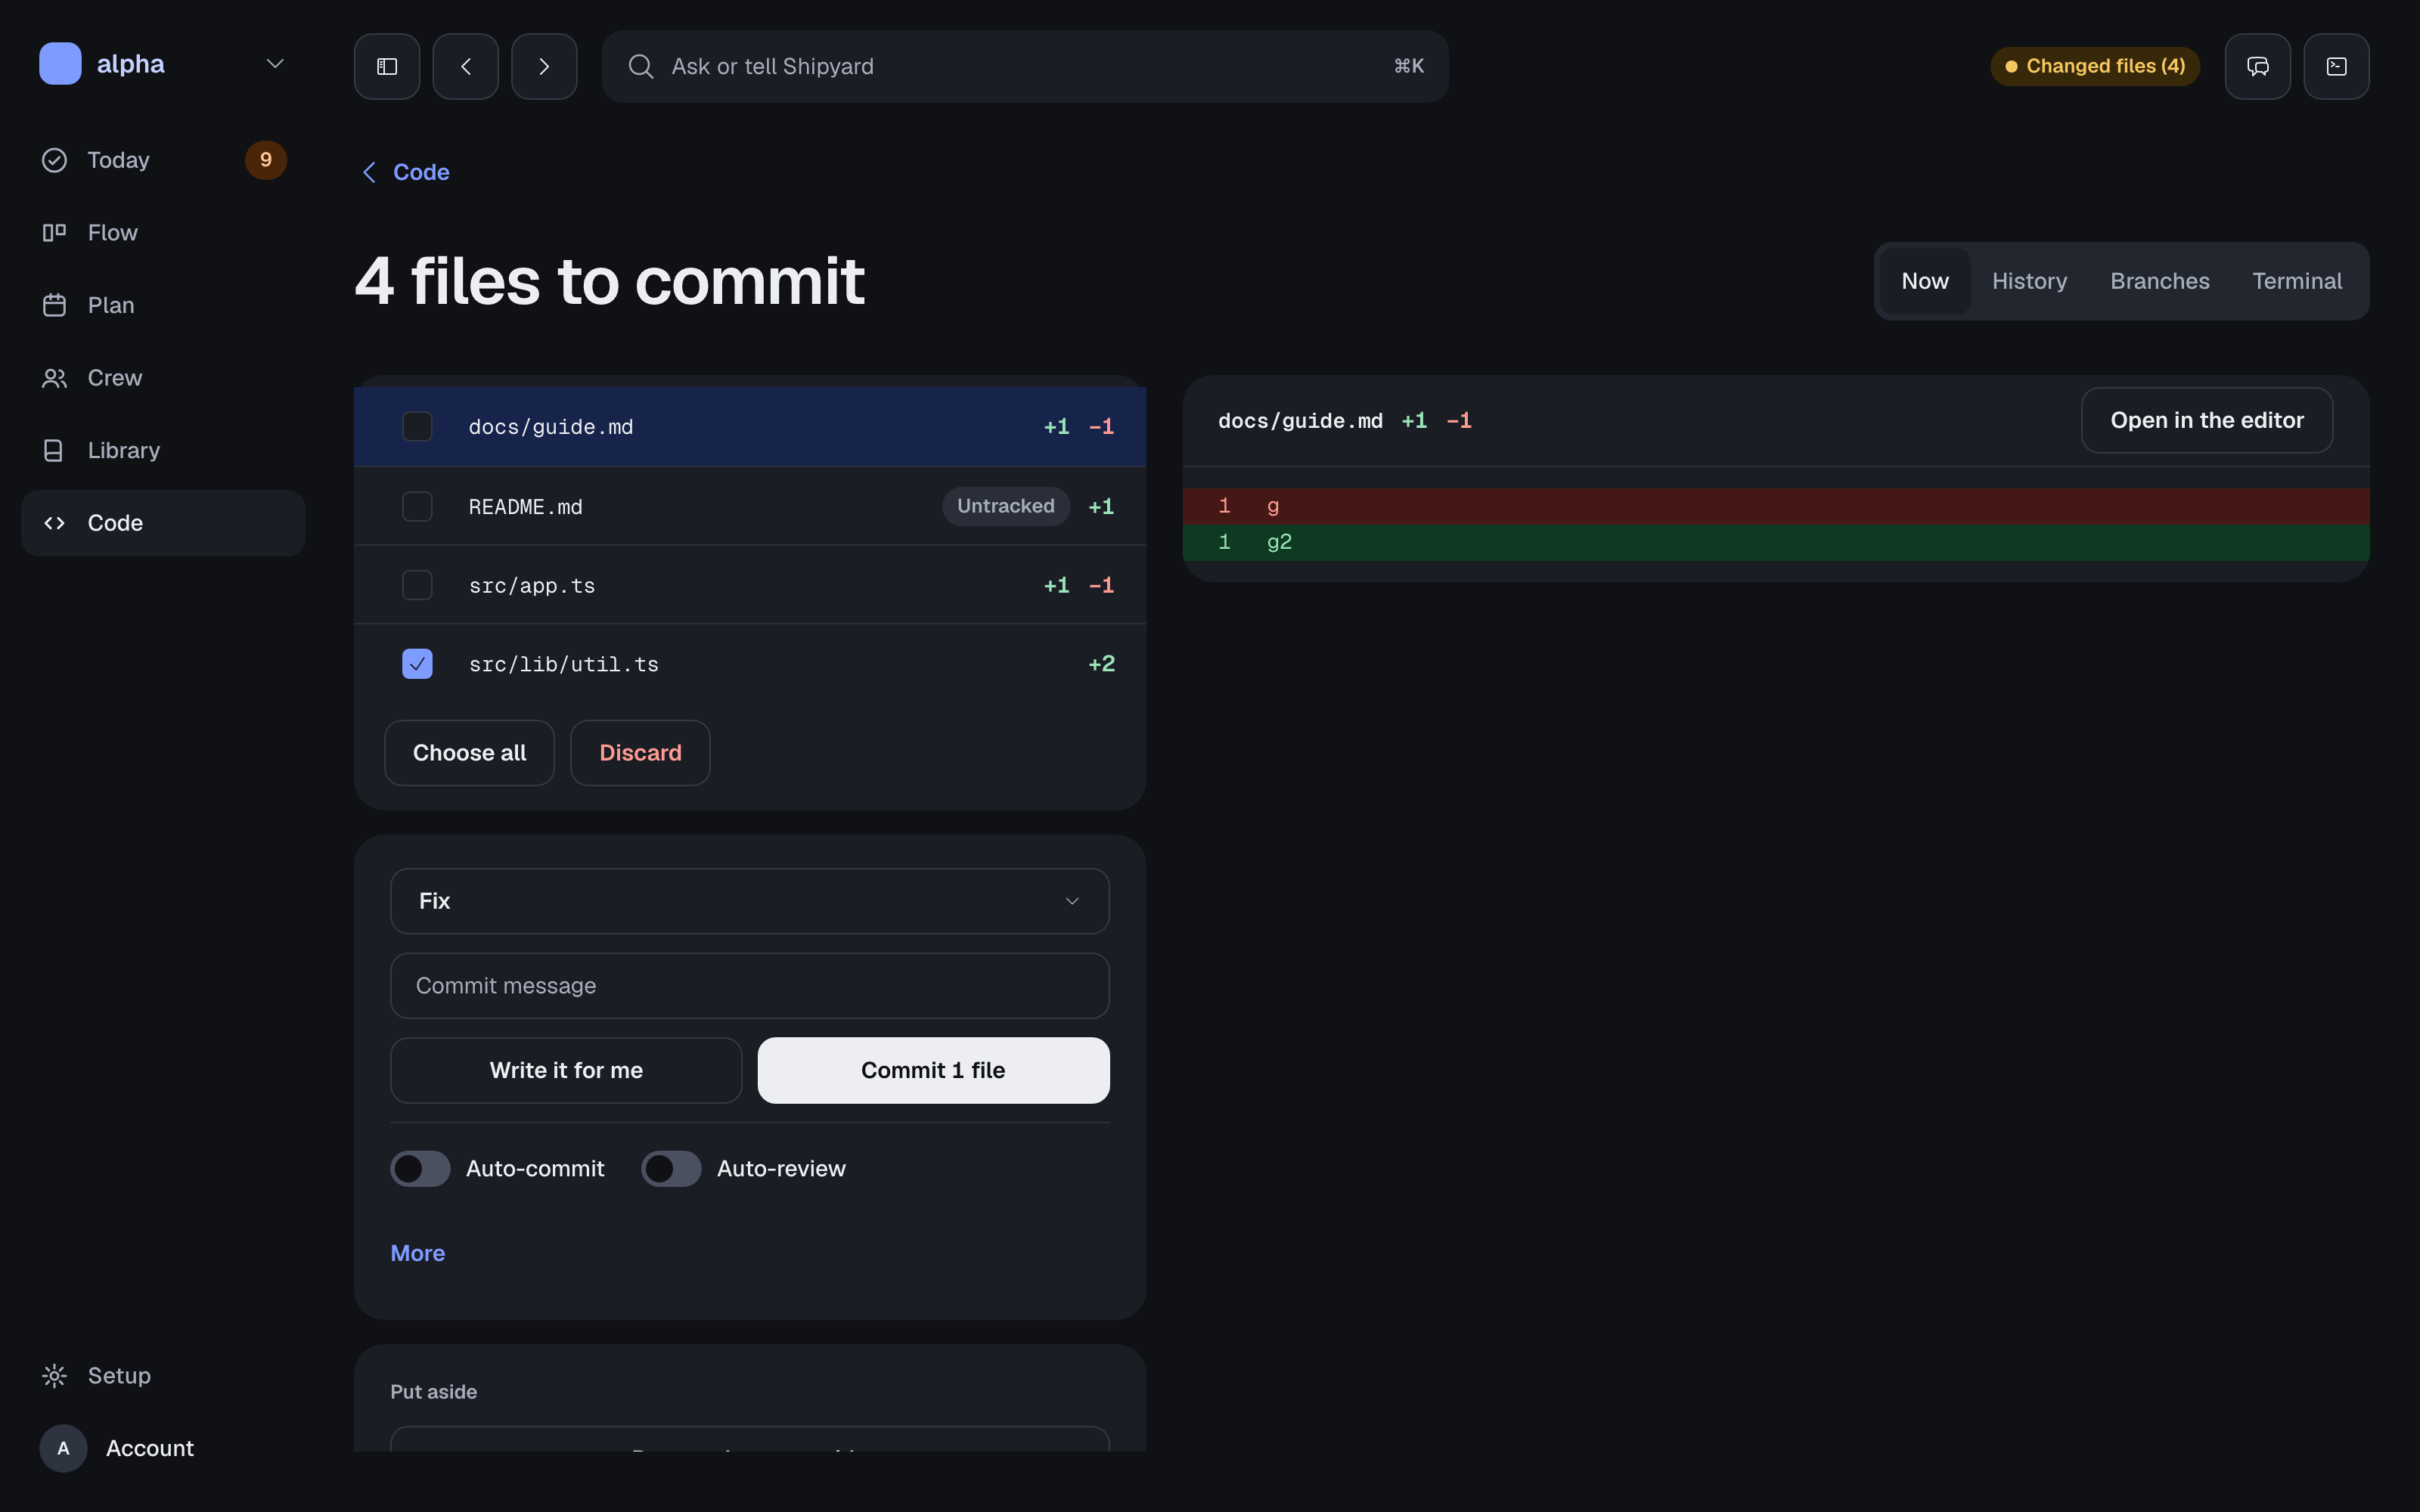 alpha
Ask or tell Shipyard
⌘K
Changed files (4)
Today
9
Flow
Plan
Crew
Library
Code
Code
4 files to commit
Now
History
Branches
Terminal
docs/guide.md
+1 −1
README.md
Untracked
+1
src/app.ts
+1 −1
src/lib/util.ts
+2
Choose all
Discard
docs/guide.md +1 −1
Open in the editor
1 g
1 g2
Fix
Commit message
Write it for me
Commit 1 file
Auto-commit
Auto-review
More
Put aside
Setup
A
Account